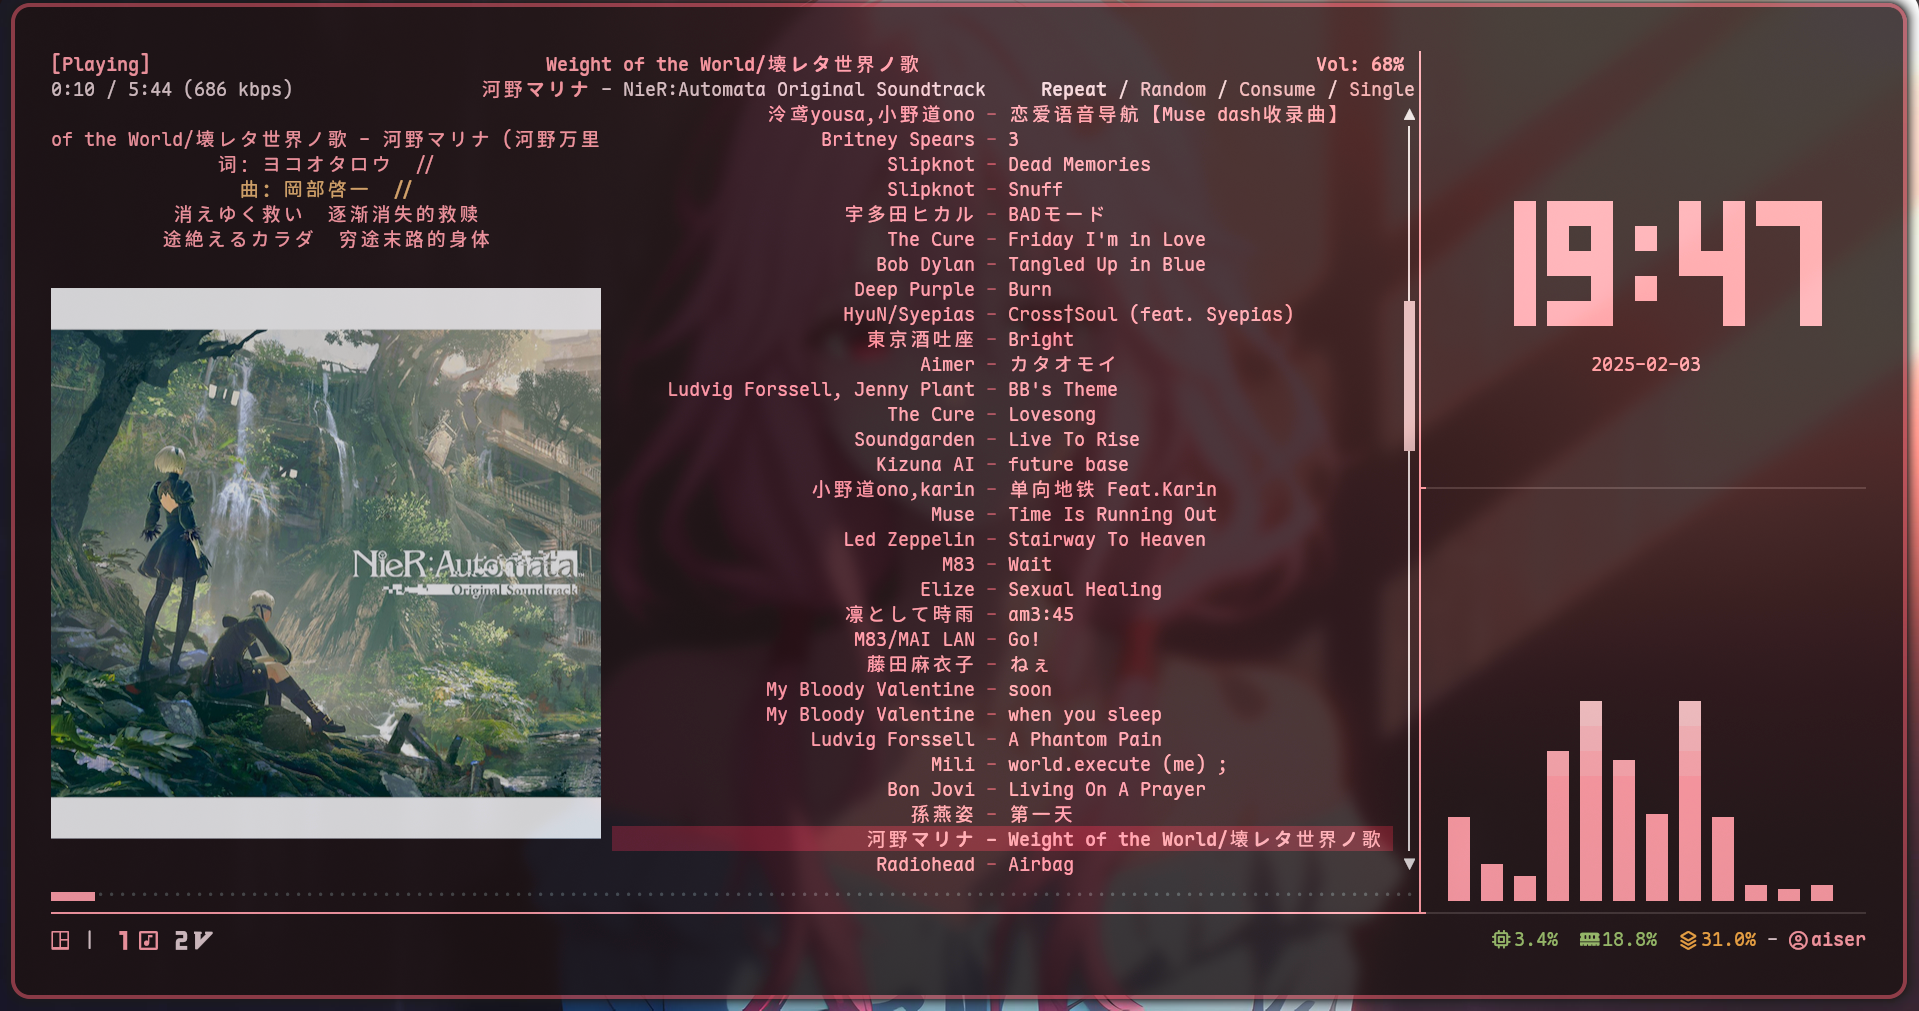 [Playing]
Weight of the World/壊レタ世界ノ歌
Vol: 68%
0:10 / 5:44 (686 kbps)
河野マリナ - NieR:Automata Original Soundtrack
Repeat / Random / Consume / Single
of the World/壊レタ世界ノ歌 - 河野マリナ (河野万里
词: ヨコオタロウ //
曲: 岡部啓一 //
消えゆく救い 逐渐消失的救赎
途絶えるカラダ 穷途末路的身体
NieR:Automata
Original Soundtrack
泠鸢yousa,小野道ono - 恋爱语音导航【Muse dash收录曲】
Britney Spears - 3
Slipknot - Dead Memories
Slipknot - Snuff
宇多田ヒカル - BADモード
The Cure - Friday I'm in Love
Bob Dylan - Tangled Up in Blue
Deep Purple - Burn
HyuN/Syepias - Cross†Soul (feat. Syepias)
東京酒吐座 - Bright
Aimer - カタオモイ
Ludvig Forssell, Jenny Plant - BB's Theme
The Cure - Lovesong
Soundgarden - Live To Rise
Kizuna AI - future base
小野道ono,karin - 单向地铁 Feat.Karin
Muse - Time Is Running Out
Led Zeppelin - Stairway To Heaven
M83 - Wait
Elize - Sexual Healing
凛として時雨 - am3:45
M83/MAI LAN - Go!
藤田麻衣子 - ねぇ
My Bloody Valentine - soon
My Bloody Valentine - when you sleep
Ludvig Forssell - A Phantom Pain
Mili - world.execute (me) ;
Bon Jovi - Living On A Prayer
孫燕姿 - 第一天
河野マリナ - Weight of the World/壊レタ世界ノ歌
Radiohead - Airbag
19:47
2025-02-03
| 1 2
3.4% 18.8% 31.0% - aiser